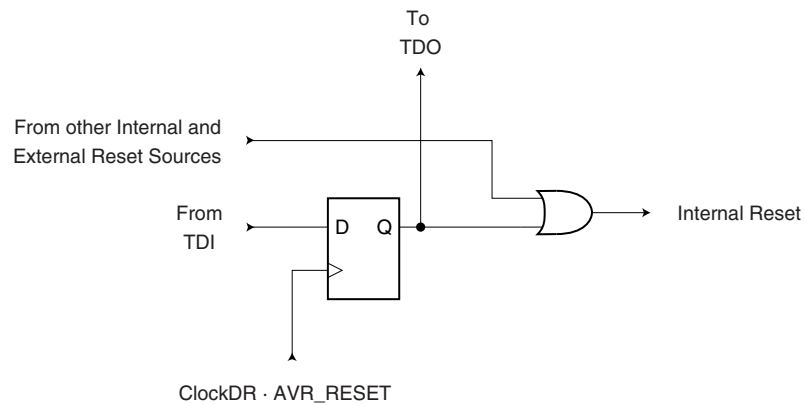 To
TDO
From other Internal and
External Reset Sources
From
TDI
D Q
Internal Reset
ClockDR · AVR_RESET